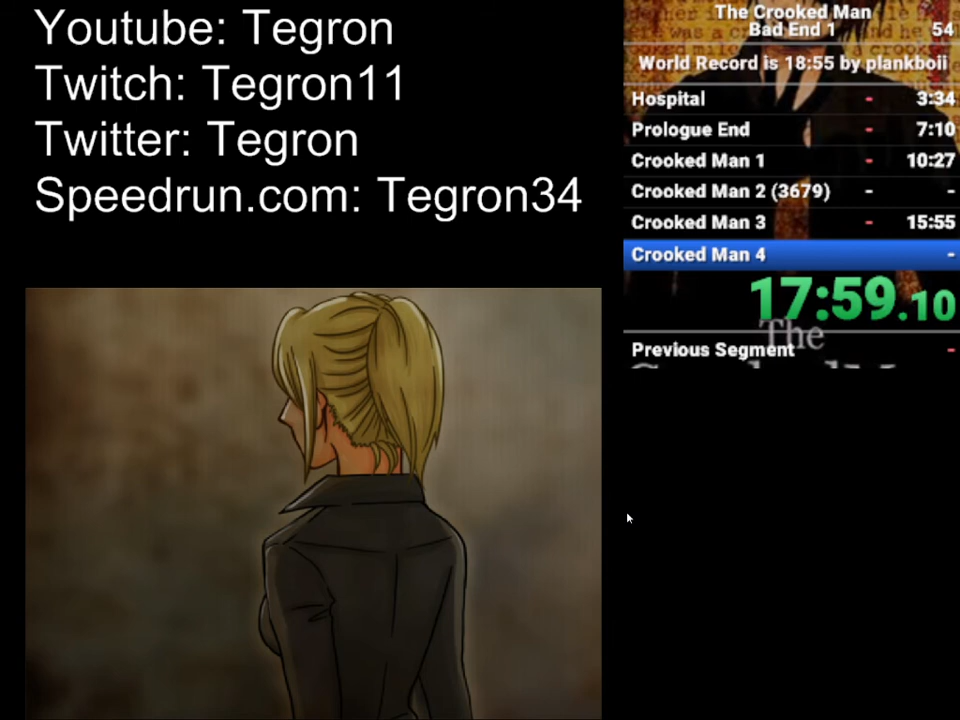 Youtube: Tegron
Twitch: Tegron11
Twitter: Tegron
Speedrun.com: Tegron34
The Crooked Man
Bad End 1 54
World Record is 18:55 by plankboii
Hospital - 3:34
Prologue End - 7:10
Crooked Man 1 - 10:27
Crooked Man 2 (3679) - -
Crooked Man 3 - 15:55
Crooked Man 4 -
17:59.10
The
Previous Segment -